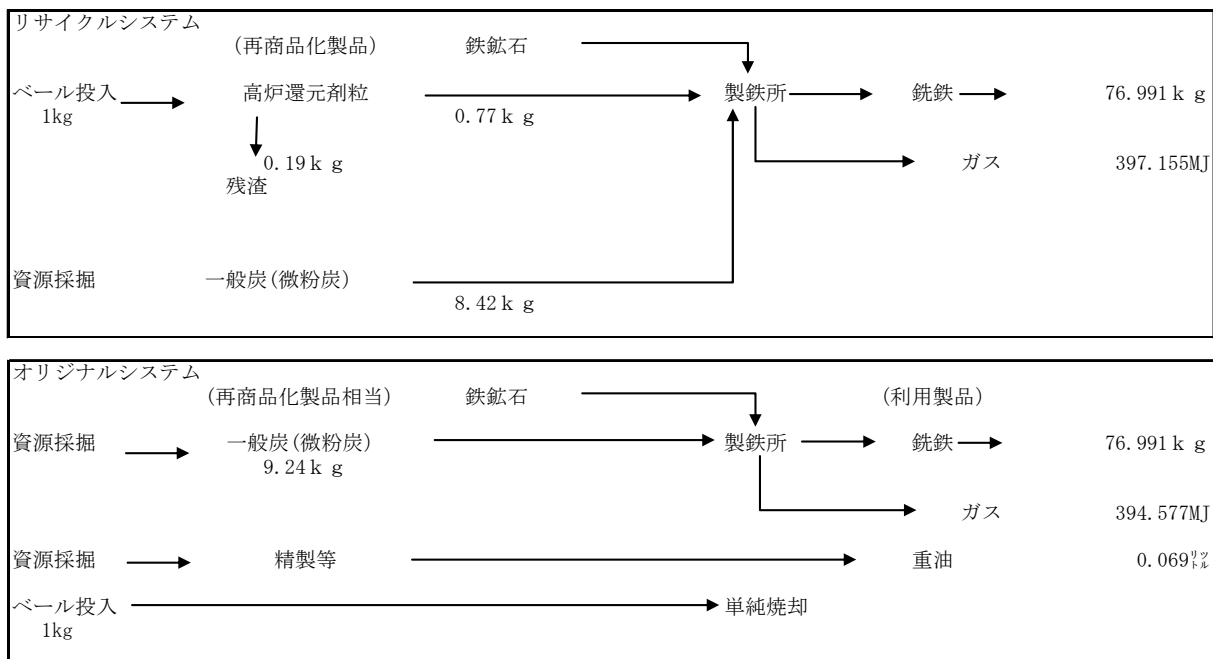 リサイクルシステム
(再商品化製品) 鉄鉱石
ベール投入 高炉還元剤粒 製鉄所 銑鉄 76.991kg
1kg 0.77kg
0.19kg ガス 397.155MJ
残渣
資源採掘 一般炭(微粉炭)
8.42kg
オリジナルシステム
(再商品化製品相当) 鉄鉱石 (利用製品)
資源採掘 一般炭(微粉炭) 製鉄所 銑鉄 76.991kg
9.24kg
ガス 394.577MJ
資源採掘 精製等 重油 0.069㍑
ベール投入 単純焼却
1kg